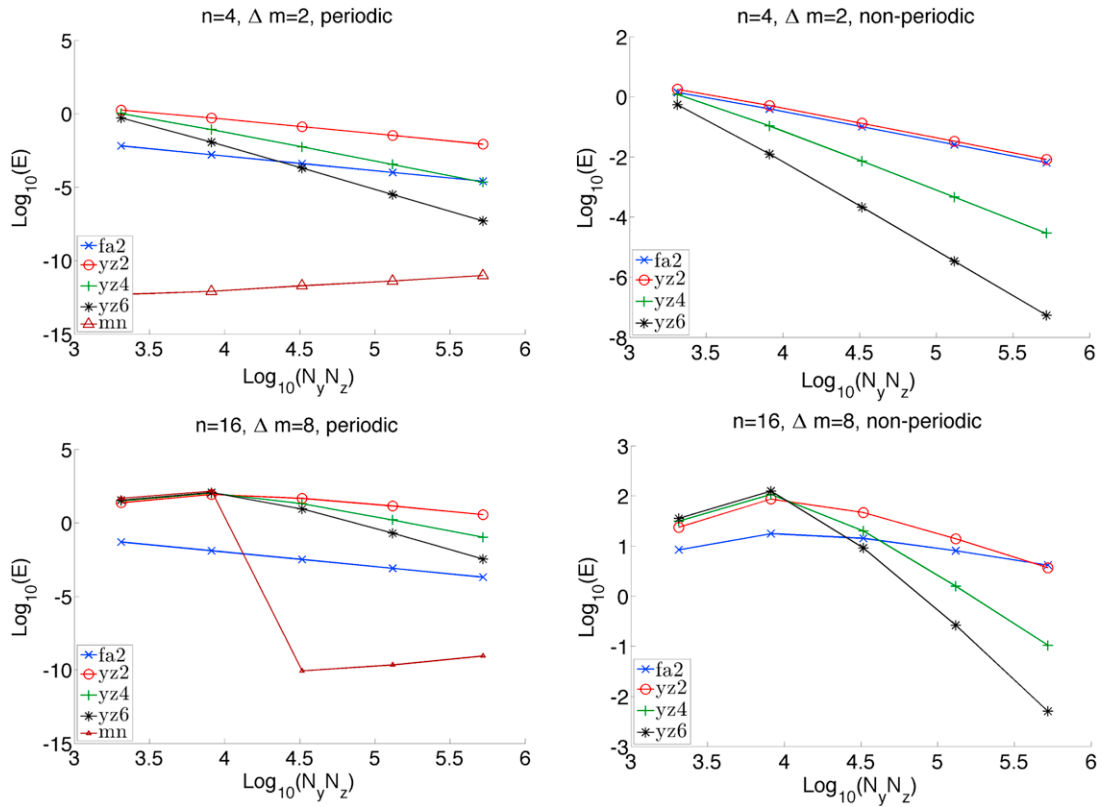 n=4, Δ m=2, periodic
5
0
-5
-10
-15
Log10(E)
fa2
yz2
yz4
yz6
mn
3 3.5 4 4.5 5 5.5 6
Log10(NyNz)
n=4, Δ m=2, non-periodic
2
0
-2
-4
-6
-8
Log10(E)
fa2
yz2
yz4
yz6
3 3.5 4 4.5 5 5.5 6
Log10(NyNz)
n=16, Δ m=8, periodic
5
0
-5
-10
-15
Log10(E)
fa2
yz2
yz4
yz6
mn
3 3.5 4 4.5 5 5.5 6
Log10(NyNz)
n=16, Δ m=8, non-periodic
3
2
1
0
-1
-2
-3
Log10(E)
fa2
yz2
yz4
yz6
3 3.5 4 4.5 5 5.5 6
Log10(NyNz)